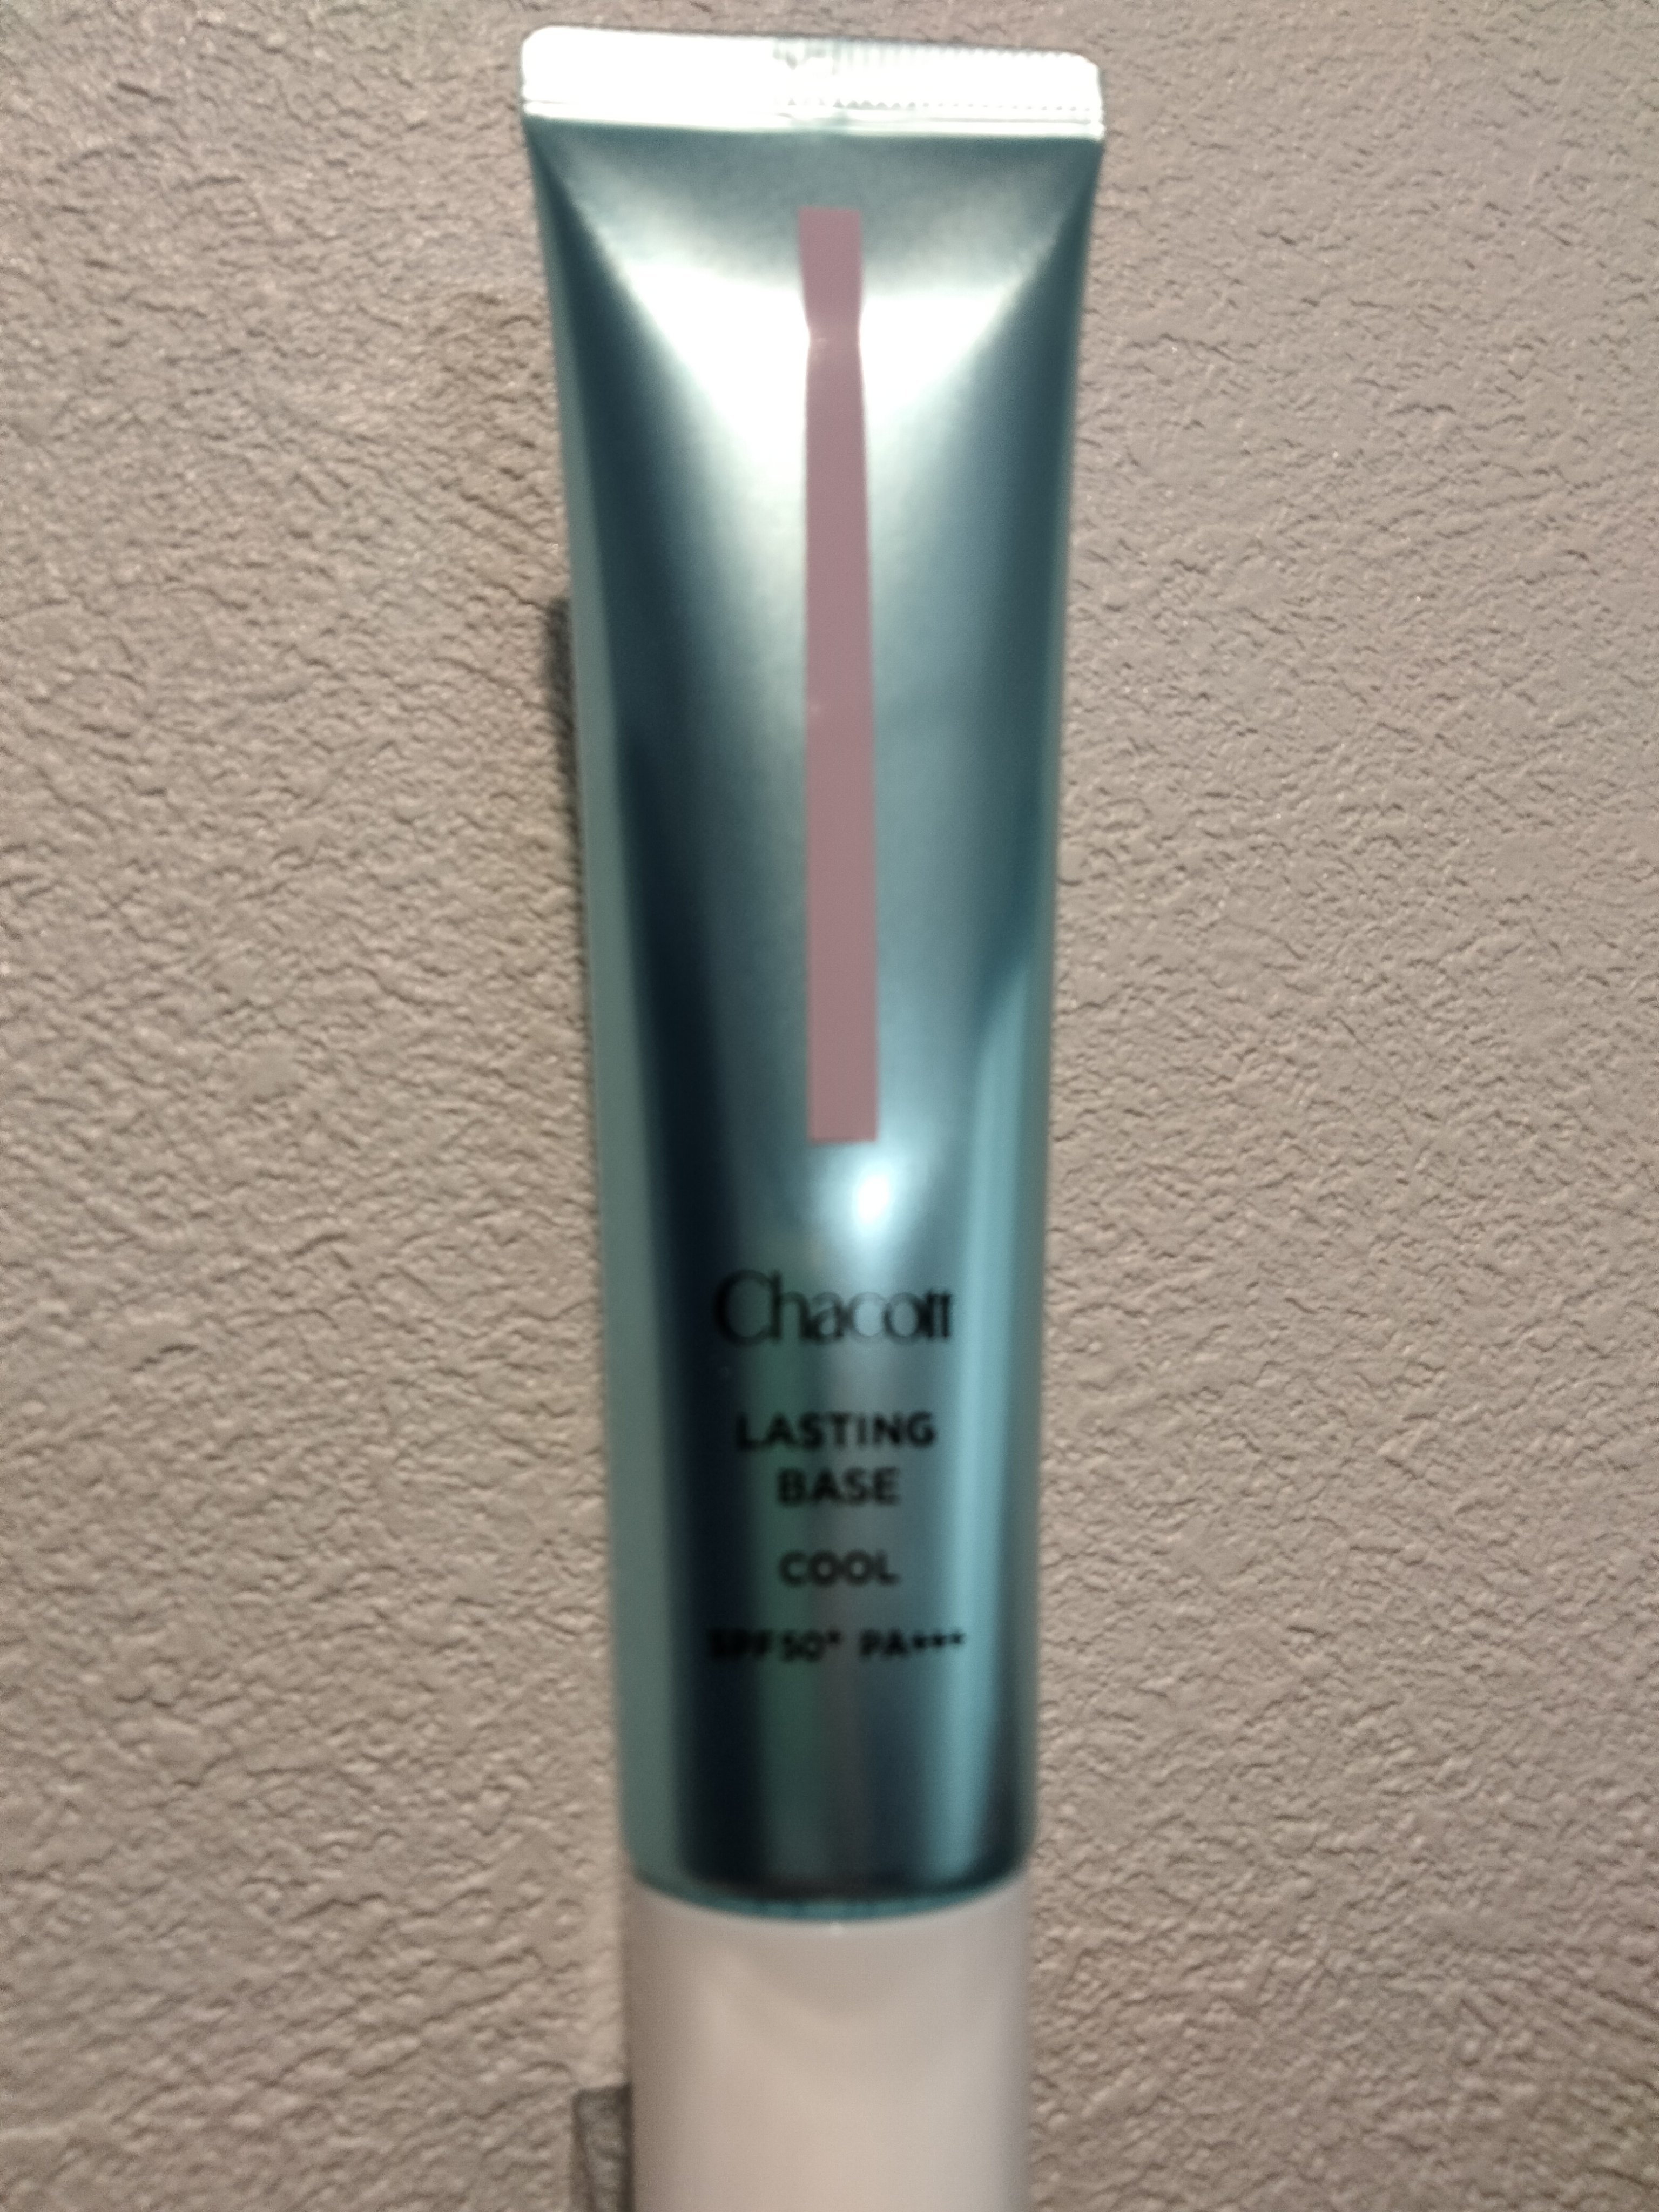 Chacott
LASTING
BASE
COOL
SPF50+ PA+++